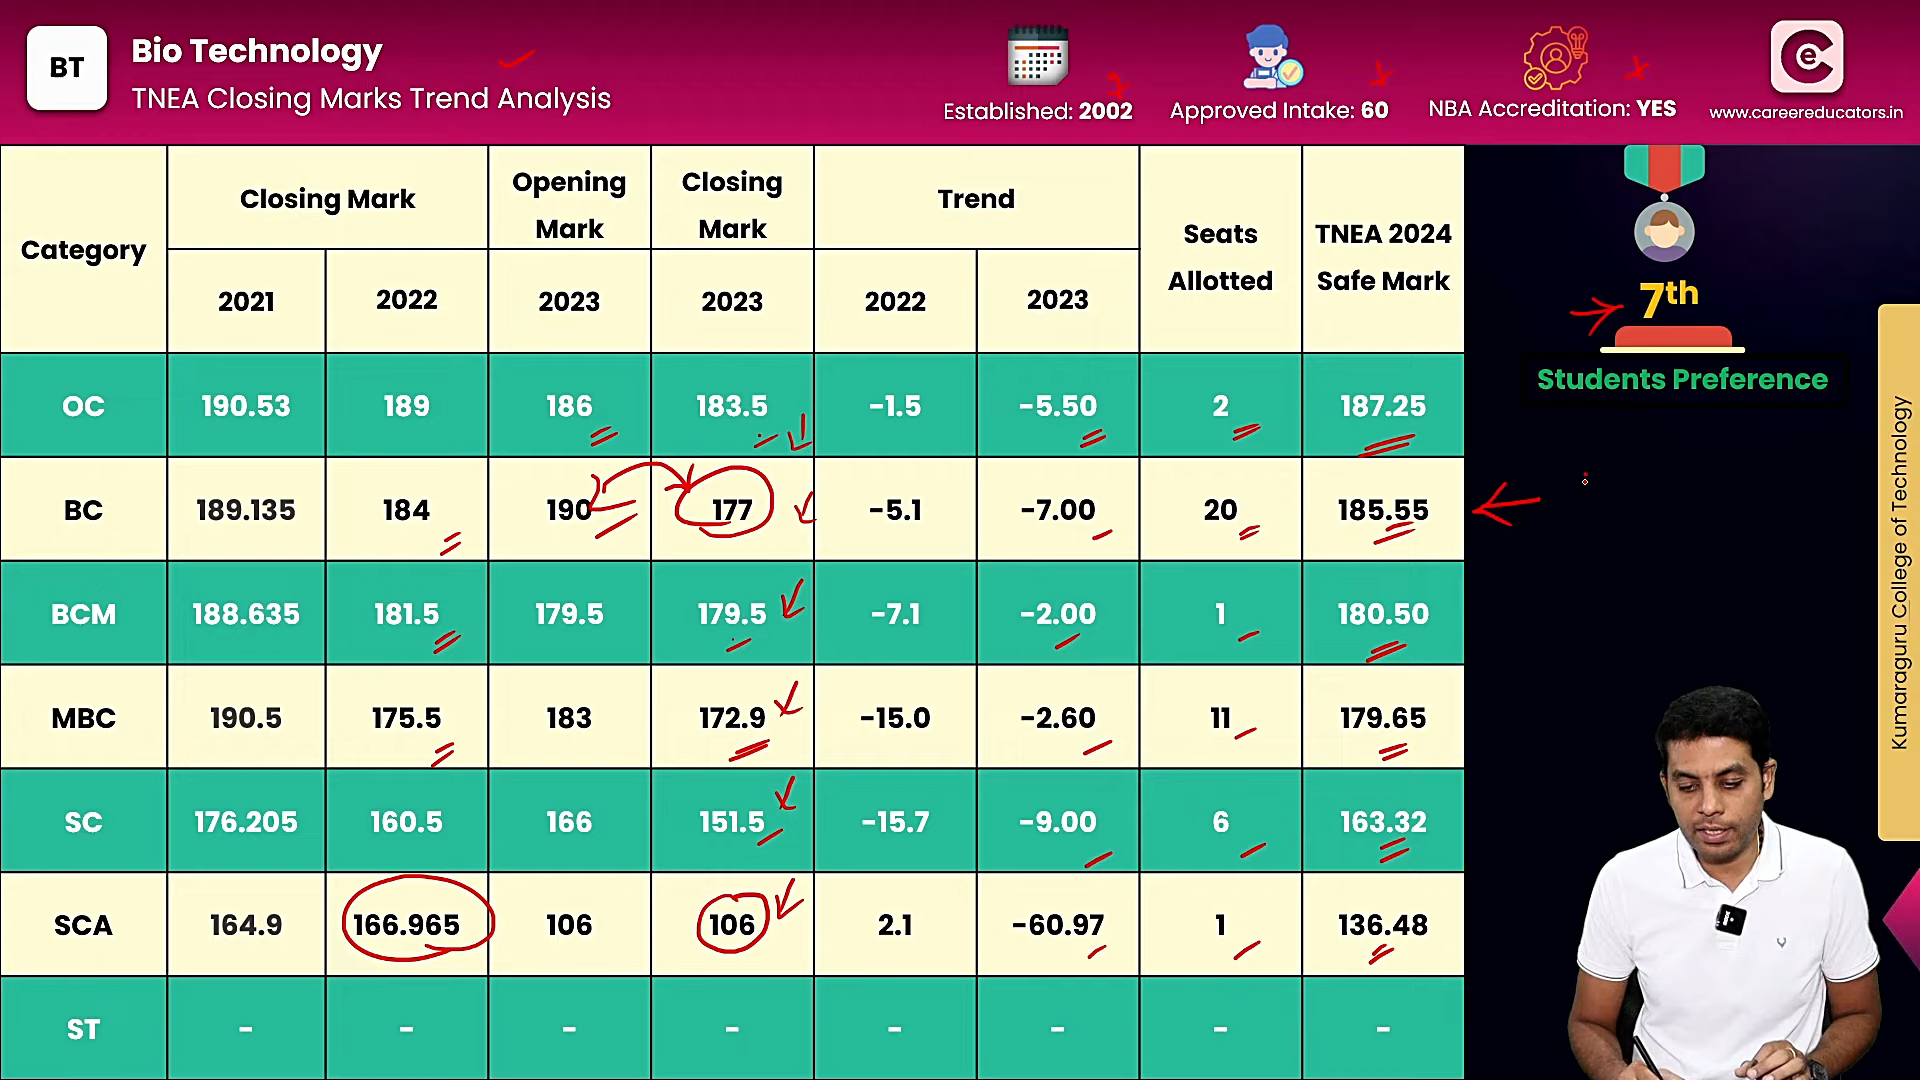 BT
Bio Technology
TNEA Closing Marks Trend Analysis
Established: 2002
Approved Intake: 60
NBA Accreditation: YES
e
www.careereducators.in
Category Closing Mark Opening Mark Closing Mark Trend Seats Allotted TNEA 2024 Safe Mark
2021 2022 2023 2023 2022 2023
OC 190.53 189 186 183.5 -1.5 -5.50 2 187.25
BC 189.135 184 190 177 -5.1 -7.00 20 185.55
BCM 188.635 181.5 179.5 179.5 -7.1 -2.00 1 180.50
MBC 190.5 175.5 183 172.9 -15.0 -2.60 11 179.65
SC 176.205 160.5 166 151.5 -15.7 -9.00 6 163.32
SCA 164.9 166.965 106 106 2.1 -60.97 1 136.48
ST - - - - - - - -
7th
Students Preference
Kumaraguru College of Technology